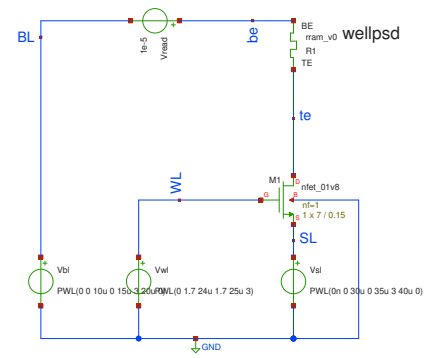 BE
rram_v0 wellpsd
R1
TE
BL
1e-5
Vread
be
te
WL
M1
D
nfet_01v8
G
B
nf=1
1 x 7 / 0.15
S
SL
Vbl
PWL(0 0 10u 0 15u 3 20u 0)
Vwl
PWL(0 1.7 24u 1.7 25u 3)
Vsl
PWL(0n 0 30u 0 35u 3 40u 0)
GND